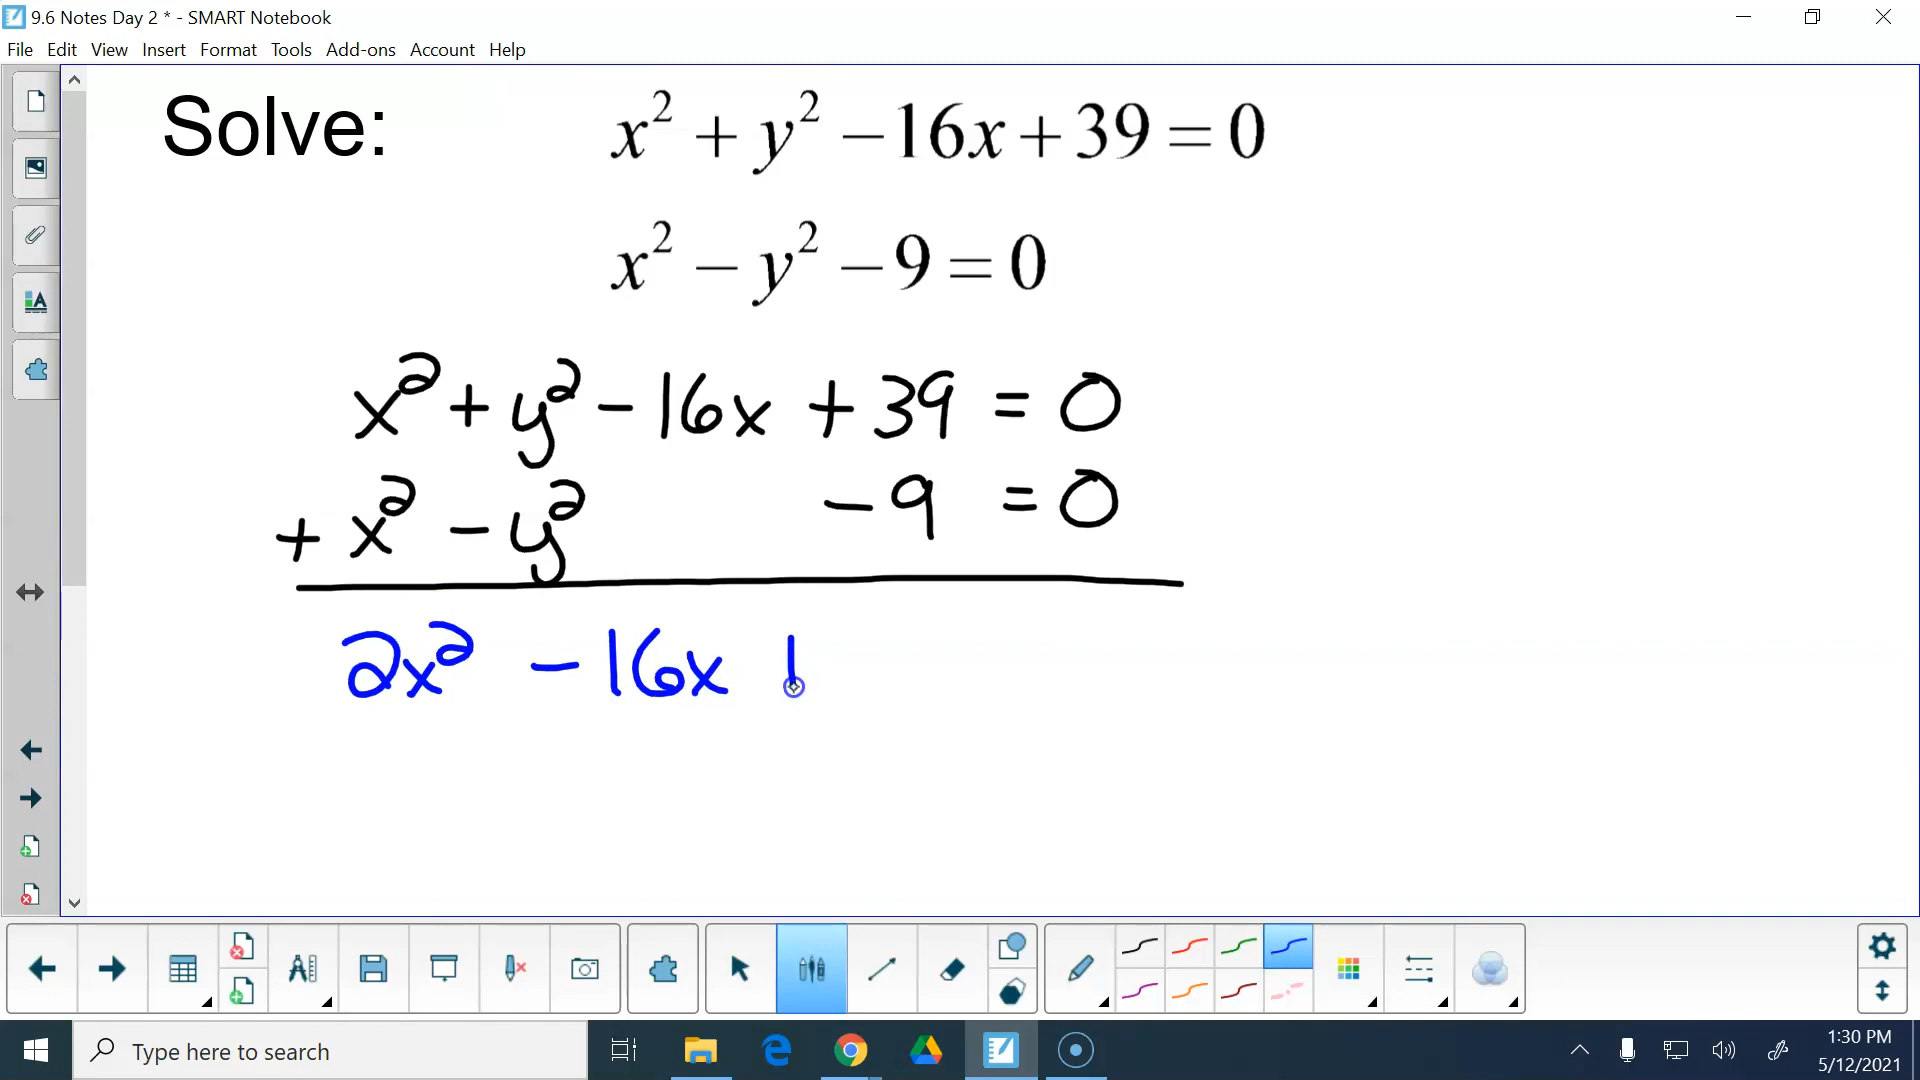 9.6 Notes Day 2 * - SMART Notebook
File Edit View Insert Format Tools Add-ons Account Help
Solve: x² + y² − 16x + 39 = 0
x² − y² − 9 = 0
x² + y² - 16x + 39 = 0
+ x² - y² - 9 = 0
2x² - 16x
Type here to search
1:30 PM
5/12/2021